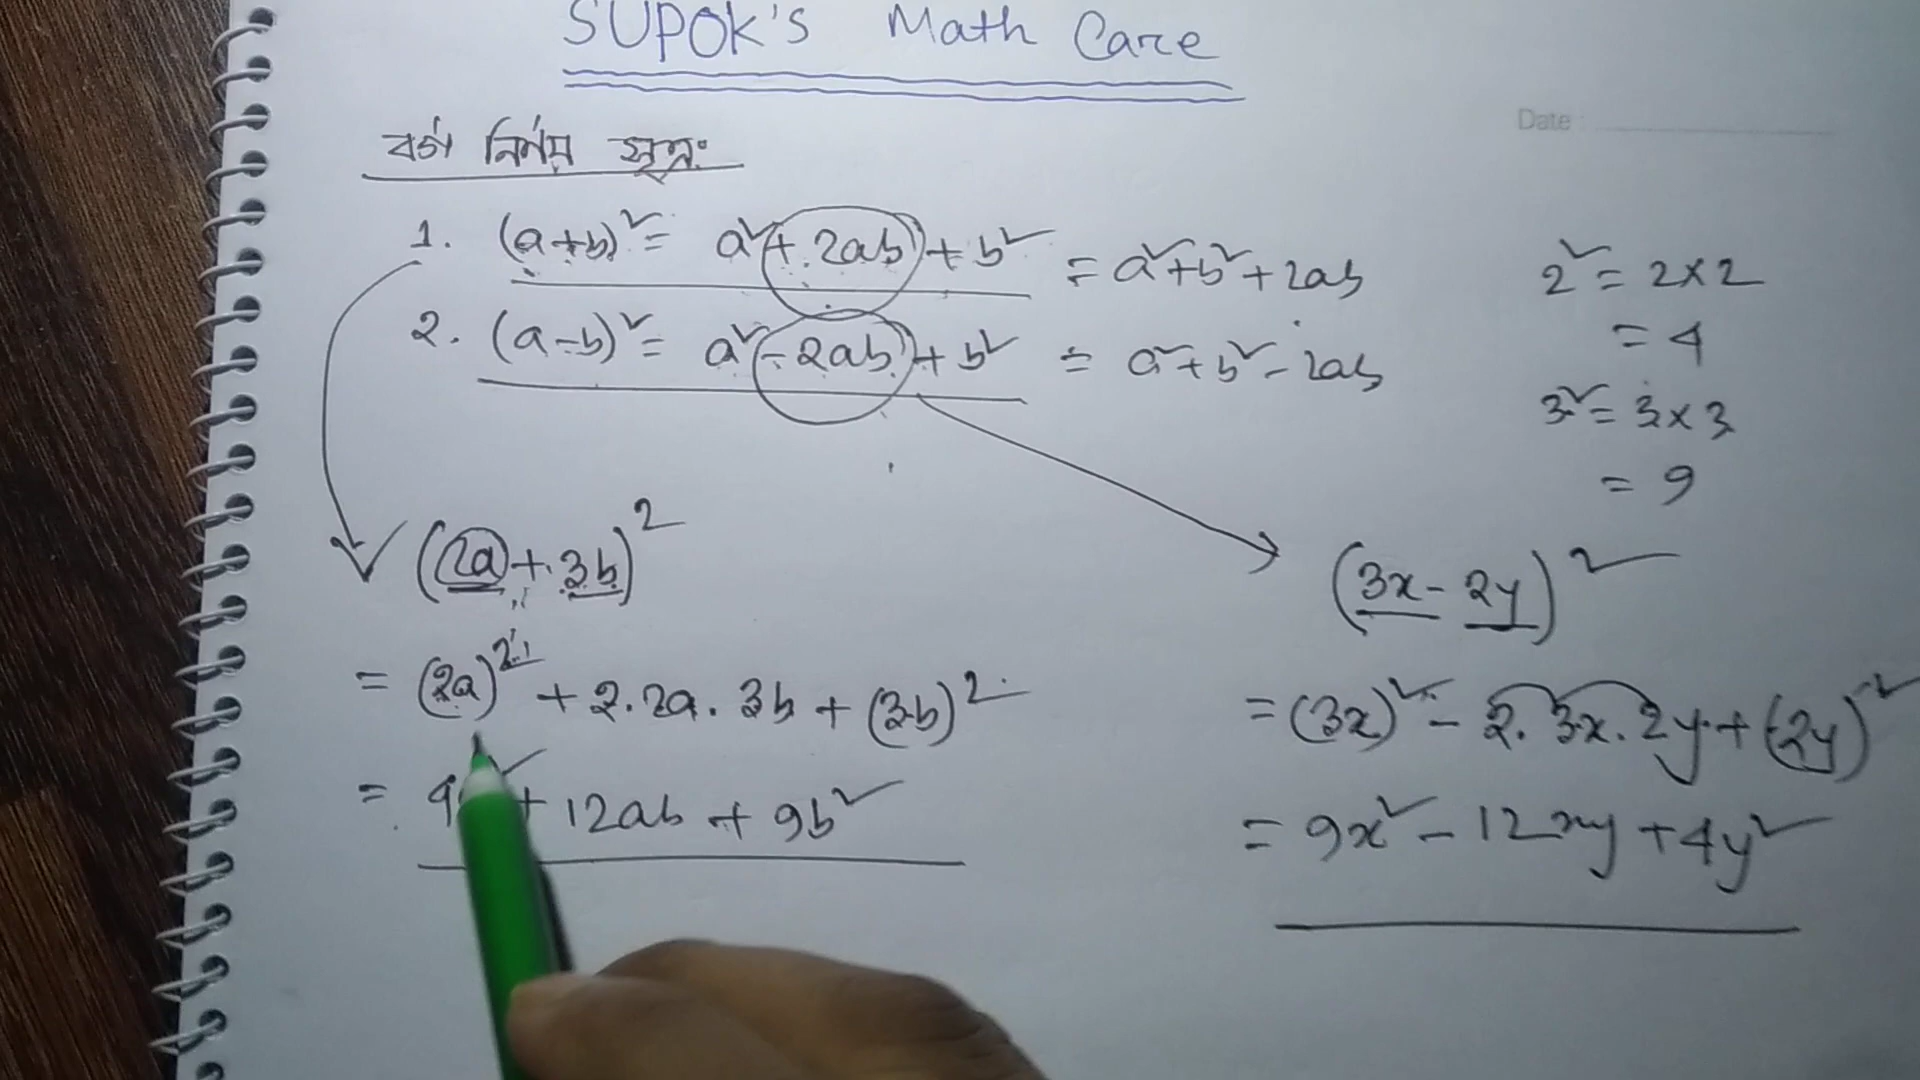 SUPOK's Math Care
Date :
বর্গ নির্ণয় সূত্রঃ
1. (a+b)² = a² + 2ab + b² = a² + b² + 2ab
2. (a-b)² = a² - 2ab + b² = a² + b² - 2ab
2² = 2×2
= 4
3² = 3×3
= 9
(2a + 3b)²
= (2a)² + 2.2a.3b + (3b)²
= 4 + 12ab + 9b²
(3x - 2y)²
= (3x)² - 2.3x.2y + (2y)²
= 9x² - 12xy + 4y²